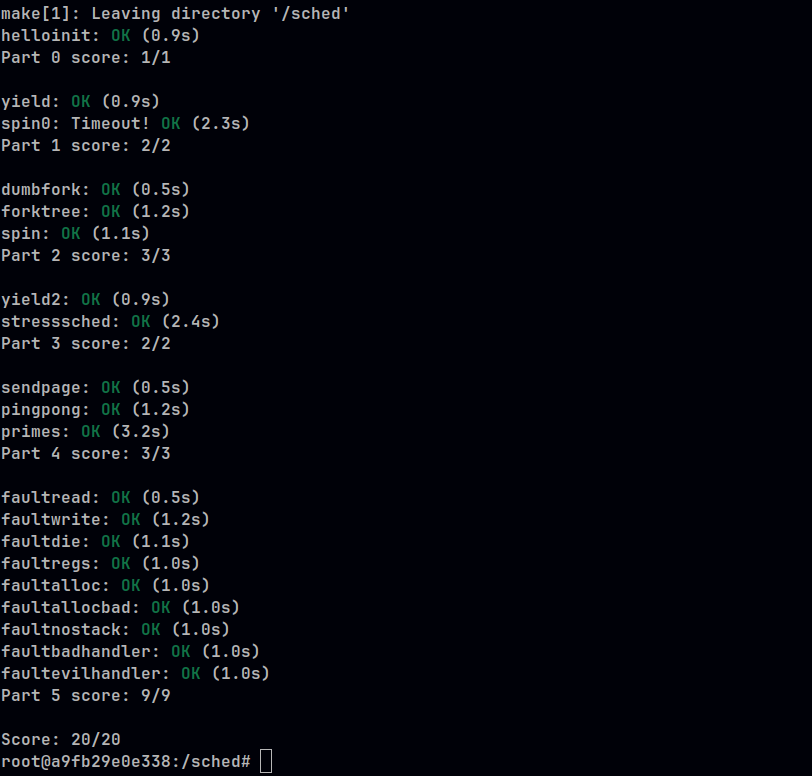 make[1]: Leaving directory '/sched'
helloinit: OK (0.9s)
Part 0 score: 1/1
yield: OK (0.9s)
spin0: Timeout! OK (2.3s)
Part 1 score: 2/2
dumbfork: OK (0.5s)
forktree: OK (1.2s)
spin: OK (1.1s)
Part 2 score: 3/3
yield2: OK (0.9s)
stresssched: OK (2.4s)
Part 3 score: 2/2
sendpage: OK (0.5s)
pingpong: OK (1.2s)
primes: OK (3.2s)
Part 4 score: 3/3
faultread: OK (0.5s)
faultwrite: OK (1.2s)
faultdie: OK (1.1s)
faultregs: OK (1.0s)
faultalloc: OK (1.0s)
faultallocbad: OK (1.0s)
faultnostack: OK (1.0s)
faultbadhandler: OK (1.0s)
faultevilhandler: OK (1.0s)
Part 5 score: 9/9
Score: 20/20
root@a9fb29e0e338:/sched#